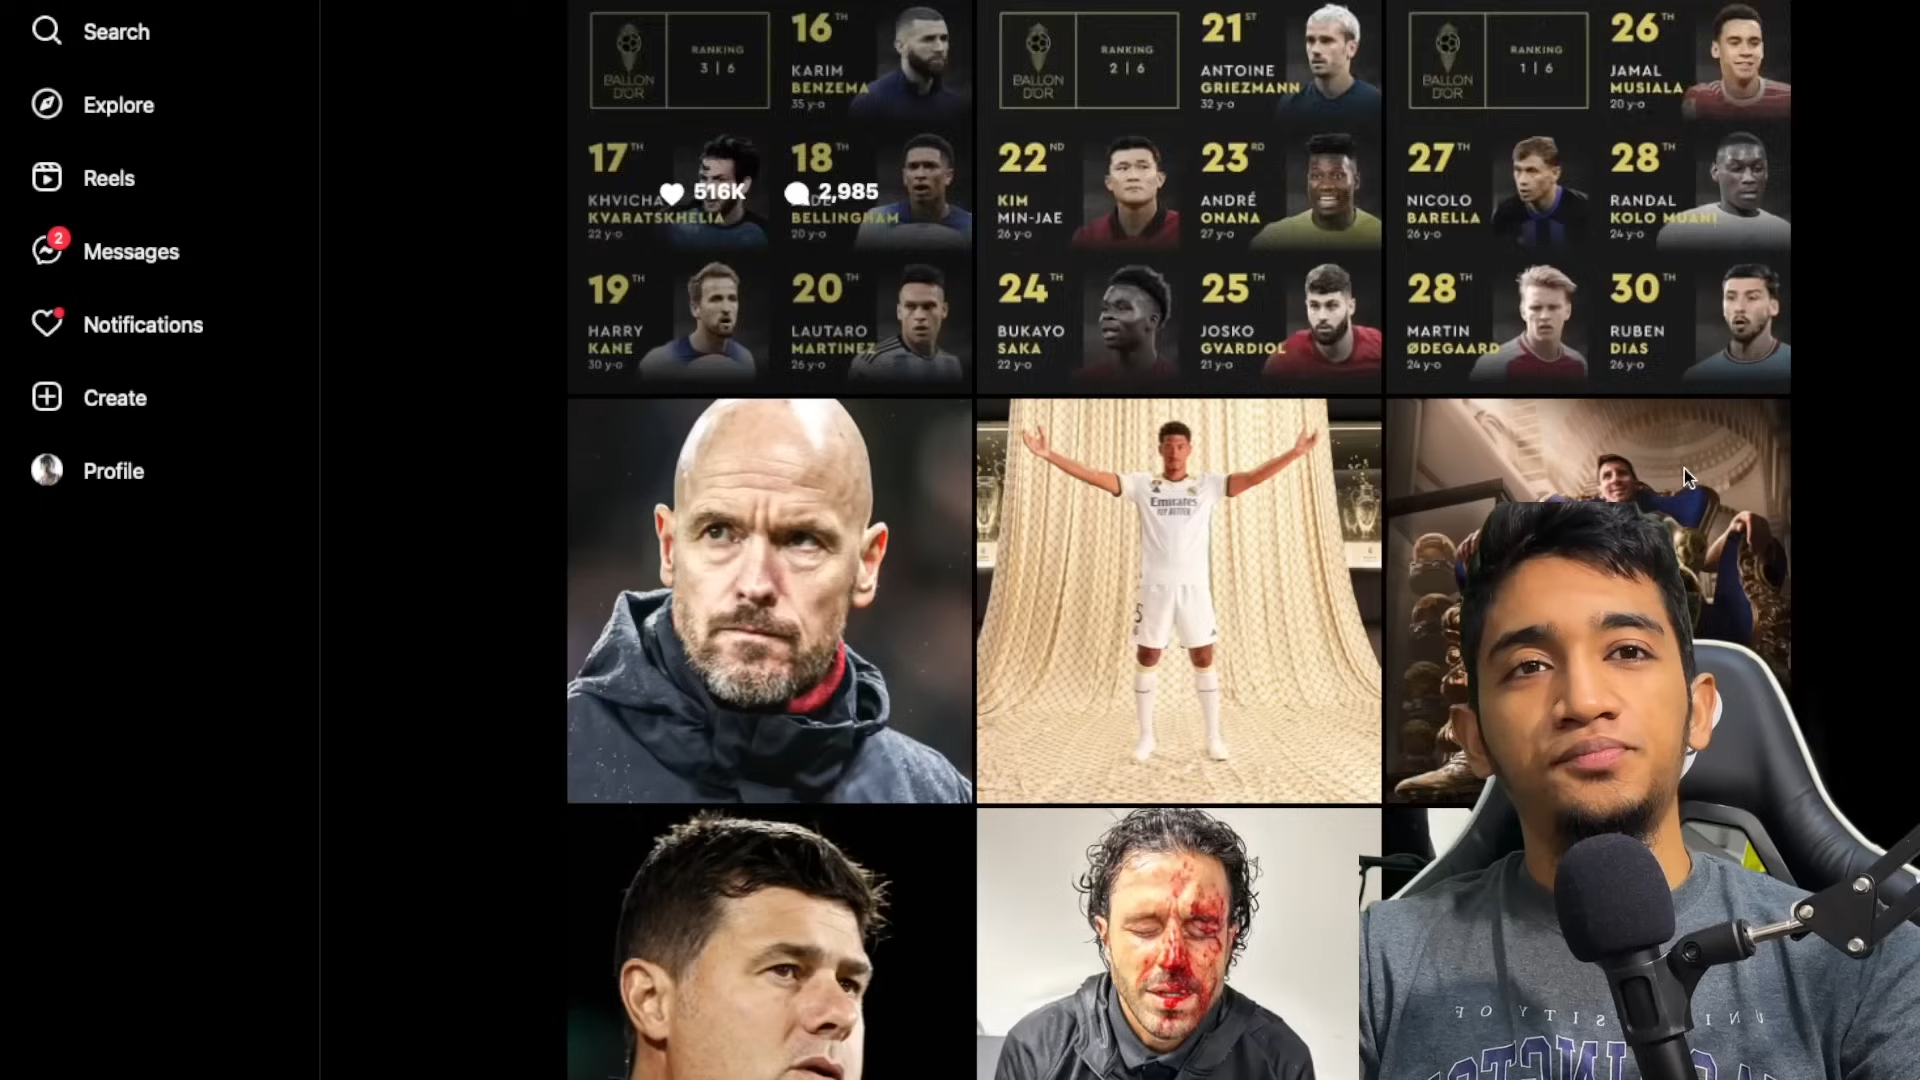 Search
Explore
Reels
2
Messages
Notifications
Create
Profile
BALLON
D'OR
RANKING
3 | 6
16TH
KARIM
BENZEMA
35 y-o
17TH
KHVICHA
KVARATSKHELIA
22 y-o
516K
2,985
18TH
BELLINGHAM
20 y-o
19TH
HARRY
KANE
30 y-o
20TH
LAUTARO
MARTINEZ
26 y-o
BALLON
D'OR
RANKING
2 | 6
21ST
ANTOINE
GRIEZMANN
32 y-o
22ND
KIM
MIN-JAE
26 y-o
23RD
ANDRÉ
ONANA
27 y-o
24TH
BUKAYO
SAKA
22 y-o
25TH
JOSKO
GVARDIOL
21 y-o
BALLON
D'OR
RANKING
1 | 6
26TH
JAMAL
MUSIALA
20 y-o
27TH
NICOLO
BARELLA
26 y-o
28TH
RANDAL
KOLO MUANI
24 y-o
28TH
MARTIN
ØDEGAARD
24 y-o
30TH
RUBEN
DIAS
26 y-o
Emirates
FLY BETTER
5